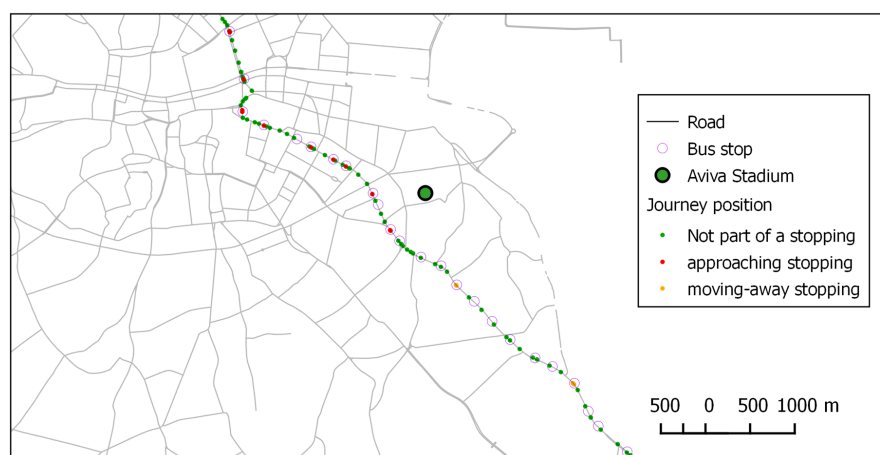 Road
Bus stop
Aviva Stadium
Journey position
Not part of a stopping
approaching stopping
moving-away stopping
500 0 500 1000 m